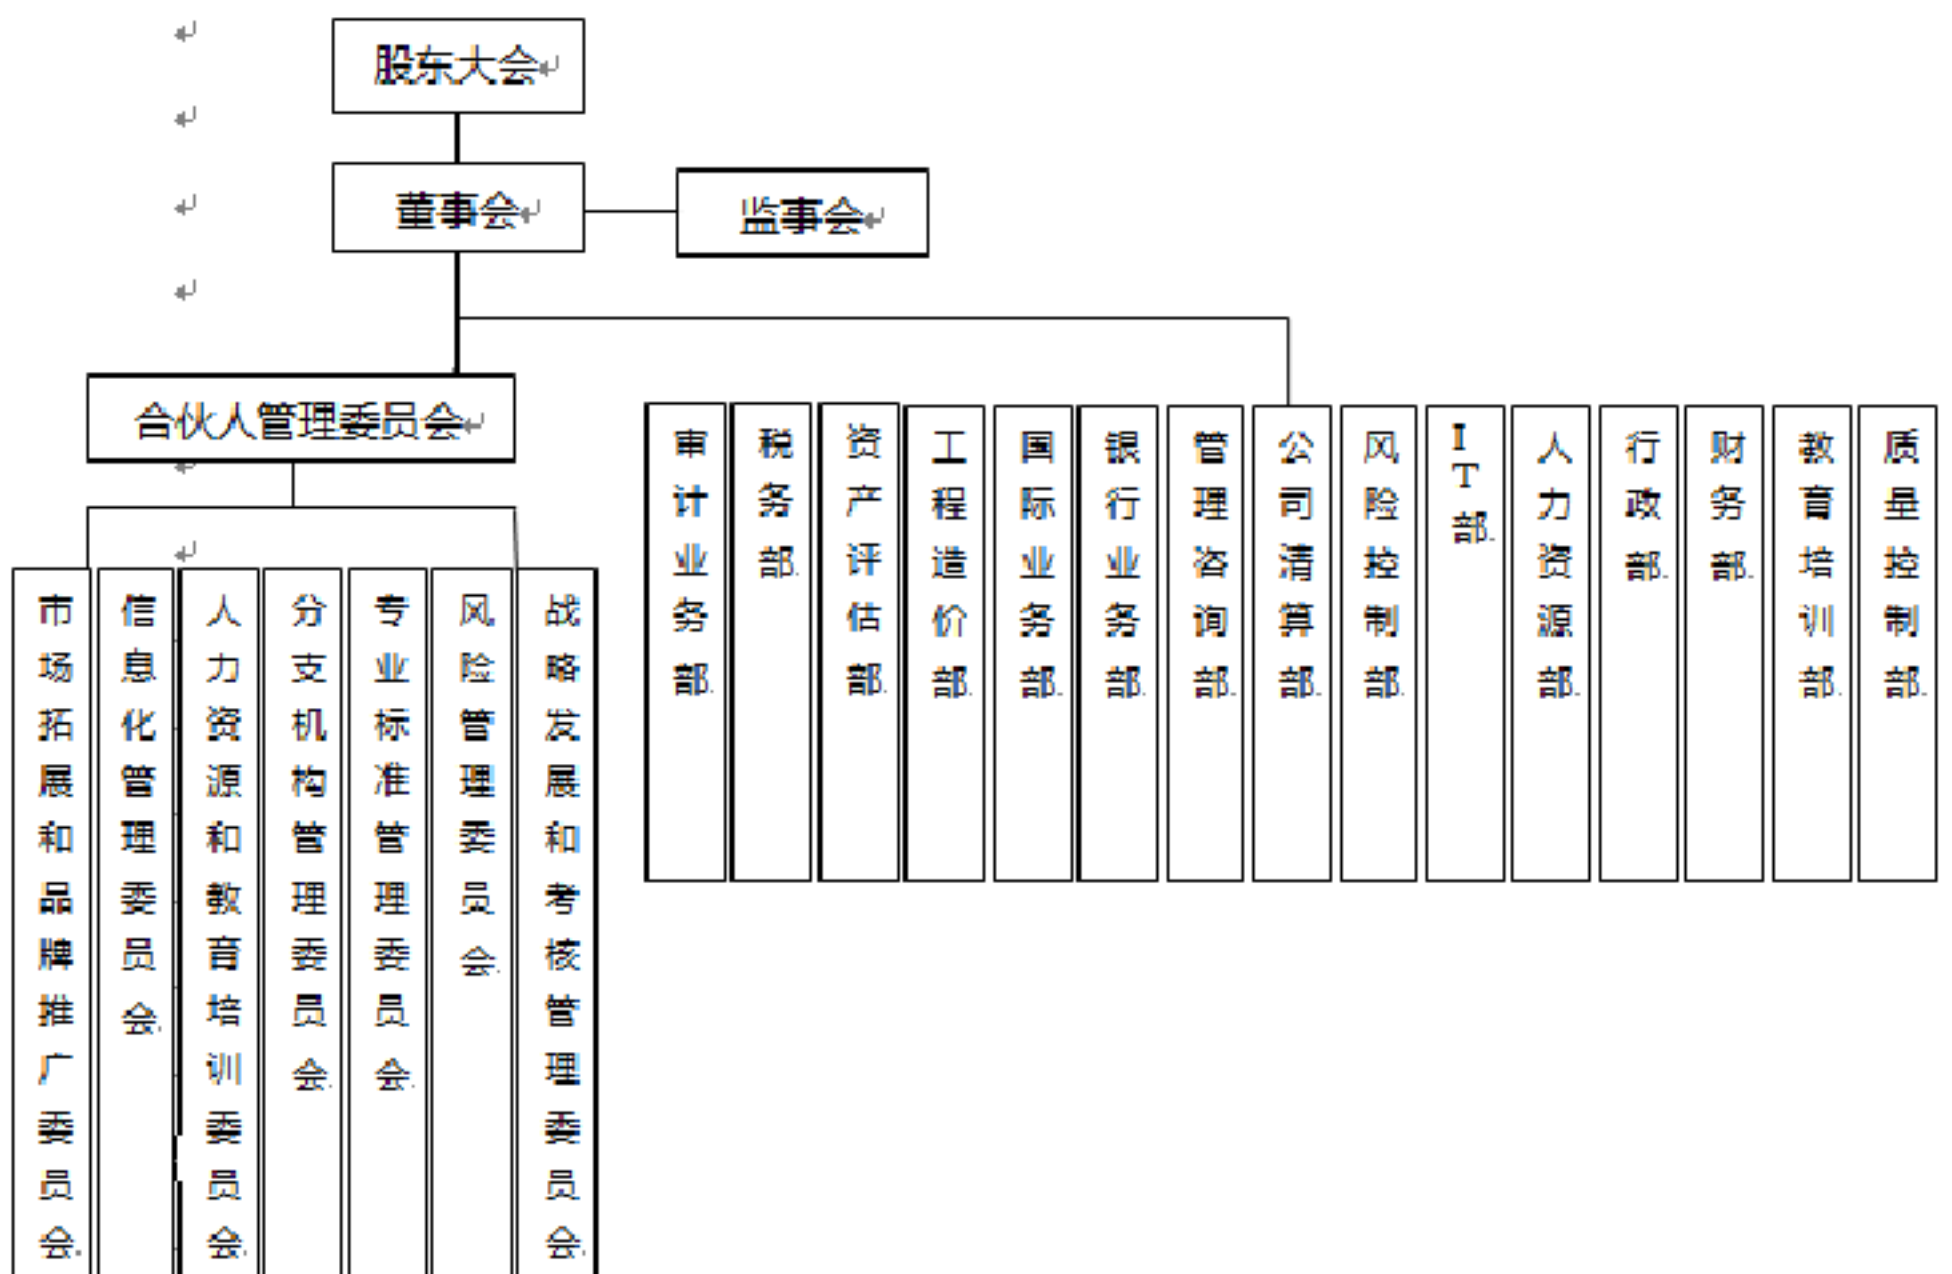 股东大会
董事会
监事会
合伙人管理委员会
市场拓展和品牌推广委员会
信息化管理委员会
人力资源和教育培训委员会
分支机构管理委员会
专业标准管理委员会
风险管理委员会
战略发展和考核管理委员会
审计业务部
税务部
资产评估部
工程造价部
国际业务部
银行业务部
管理咨询部
公司清算部
风险控制部
IT部
人力资源部
行政部
财务部
教育培训部
质量控制部